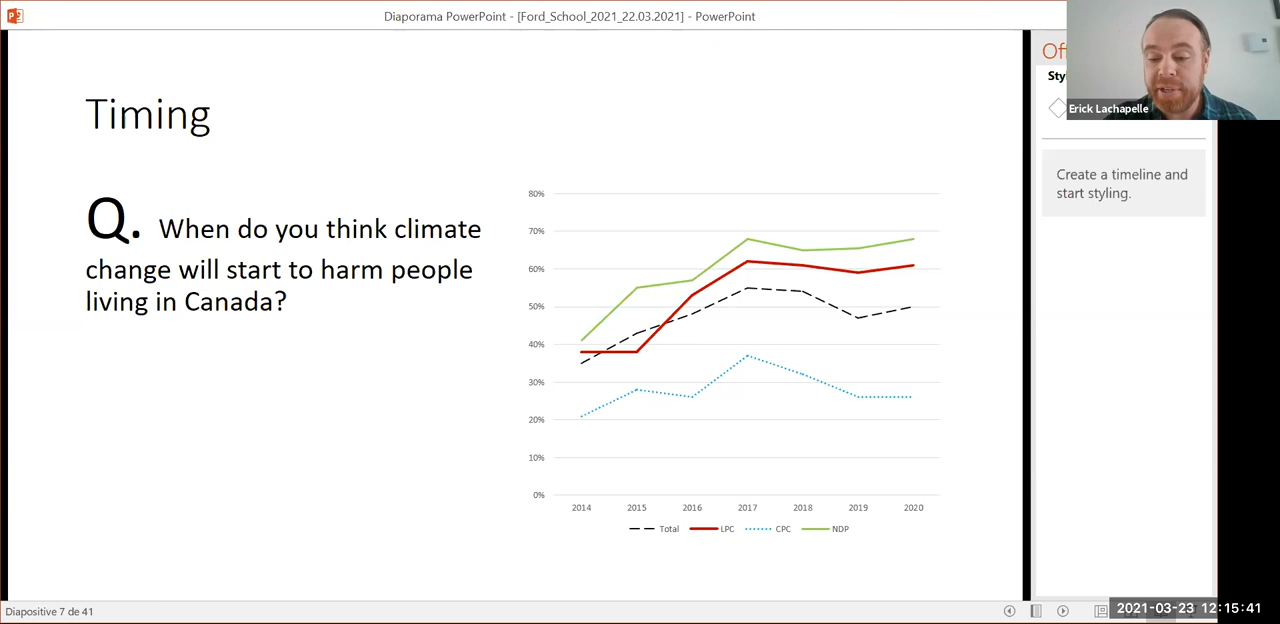 Diaporama PowerPoint - [Ford_School_2021_22.03.2021] - PowerPoint
Timing
Q. When do you think climate
change will start to harm people
living in Canada?
80%
70%
60%
50%
40%
30%
20%
10%
0%
2014 2015 2016 2017 2018 2019 2020
Total LPC CPC NDP
Erick Lachapelle
Create a timeline and
start styling.
Diapositive 7 de 41
2021-03-23 12:15:41